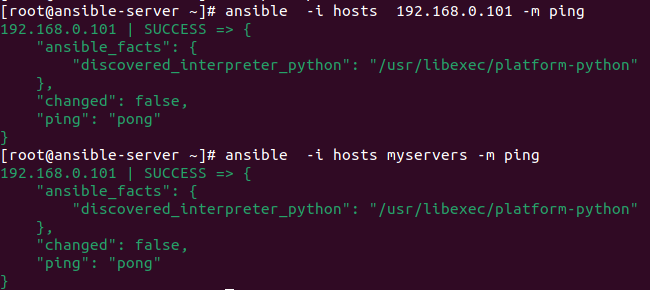 [root@ansible-server ~]# ansible  -i hosts  192.168.0.101 -m ping
192.168.0.101 | SUCCESS => {
    "ansible_facts": {
        "discovered_interpreter_python": "/usr/libexec/platform-python"
    },
    "changed": false,
    "ping": "pong"
}
[root@ansible-server ~]# ansible  -i hosts myservers -m ping
192.168.0.101 | SUCCESS => {
    "ansible_facts": {
        "discovered_interpreter_python": "/usr/libexec/platform-python"
    },
    "changed": false,
    "ping": "pong"
}